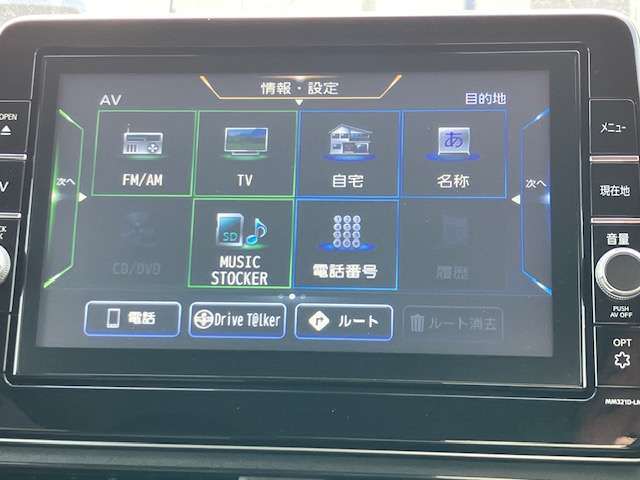 情報・設定
AV
目的地
OPEN
次へ
FM/AM
TV
自宅
あ
名称
次へ
CD/DVD
SD
MUSIC
STOCKER
電話番号
履歴
電話
Drive T@lker
ルート
ルート消去
メニュー
現在地
音量
PUSH
AV OFF
OPT